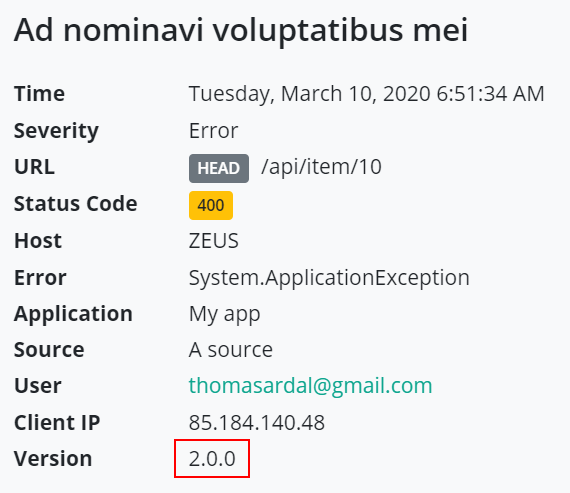 Ad nominavi voluptatibus mei
Time Tuesday, March 10, 2020 6:51:34 AM
Severity Error
URL HEAD /api/item/10
Status Code 400
Host ZEUS
Error System.ApplicationException
Application My app
Source A source
User thomasardal@gmail.com
Client IP 85.184.140.48
Version 2.0.0